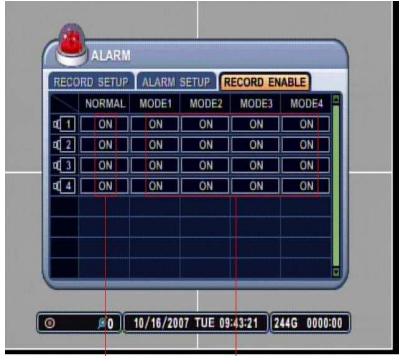 ALARM
RECORD SETUP ALARM SETUP RECORD ENABLE
NORMAL MODE1 MODE2 MODE3 MODE4
1 ON ON ON ON ON
2 ON ON ON ON ON
3 ON ON ON ON ON
4 ON ON ON ON ON
0 10/16/2007 TUE 09:43:21 244G 0000:00